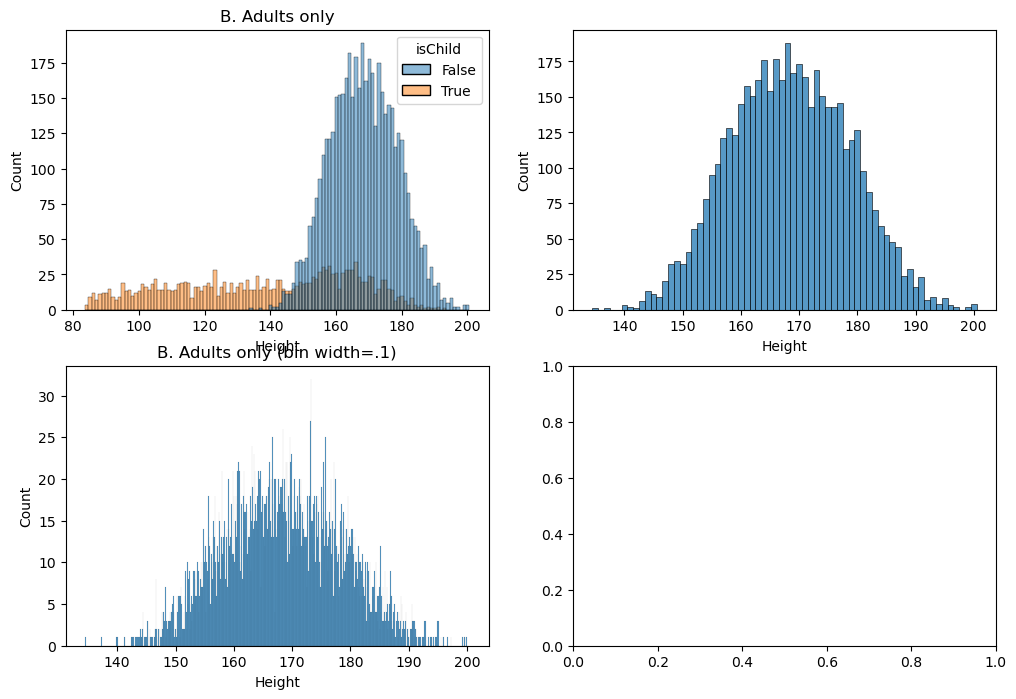 B. Adults only
isChild
False
True
Count
175
150
125
100
75
50
25
0
80 100 120 140 160 180 200
Height
Count
175
150
125
100
75
50
25
0
140 150 160 170 180 190 200
Height
B. Adults only (bin width=.1)
Count
30
25
20
15
10
5
0
140 150 160 170 180 190 200
Height
1.0
0.8
0.6
0.4
0.2
0.0
0.0 0.2 0.4 0.6 0.8 1.0